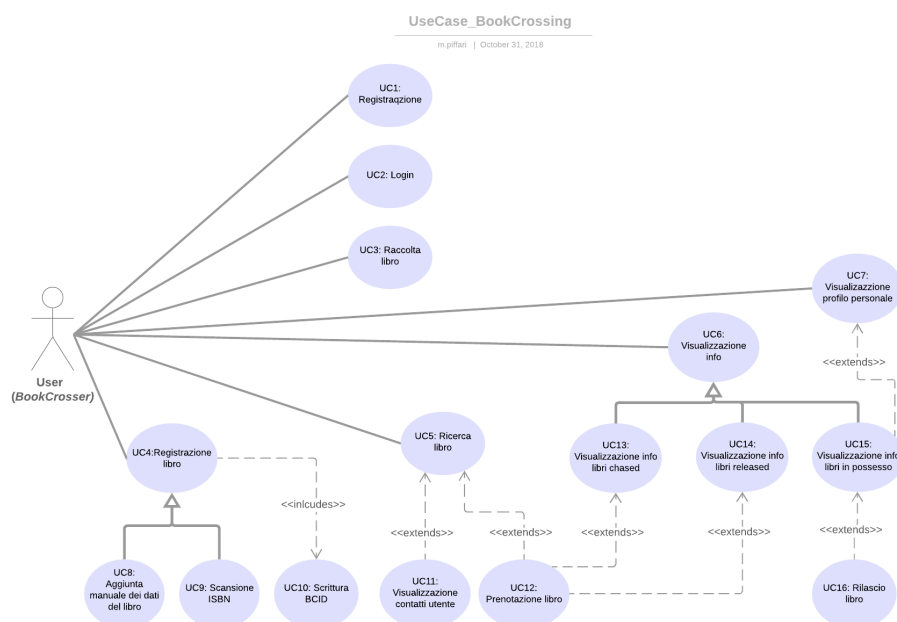 UseCase_BookCrossing
m.piffari | October 31, 2018
UC1:
Registraqzione
UC2: Login
UC3: Raccolta
libro
UC7:
Visualizazzione
profilo personale
UC6:
Visualizzazione
info
<<extends>>
User
(BookCrosser)
UC4:Registrazione
libro
UC5: Ricerca
libro
UC13:
Visualizzazione info
libri chased
UC14:
Visualizzazione info
libri released
UC15:
Visualizzazione info
libri in possesso
<<inlcudes>>
<<extends>>
<<extends>>
<<extends>>
<<extends>>
<<extends>>
UC8:
Aggiunta
manuale dei dati
del libro
UC9: Scansione
ISBN
UC10: Scrittura
BCID
UC11:
Visualizzazione
contatti utente
UC12:
Prenotazione libro
UC16: Rilascio
libro